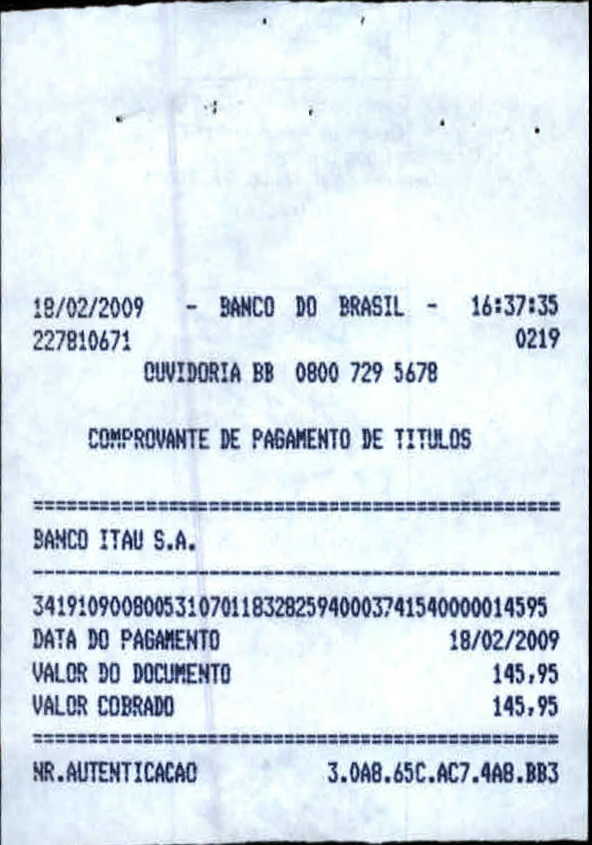 18/02/2009 - BANCO DO BRASIL - 16:37:35
227810671 0219
OUVIDORIA BB 0800 729 5678
COMPROVANTE DE PAGAMENTO DE TITULOS
================================================
BANCO ITAU S.A.
------------------------------------------------
34191090080053107011832825940003741540000014595
DATA DO PAGAMENTO 18/02/2009
VALOR DO DOCUMENTO 145,95
VALOR COBRADO 145,95
================================================
NR.AUTENTICACAO 3.0A8.65C.AC7.4A8.BB3